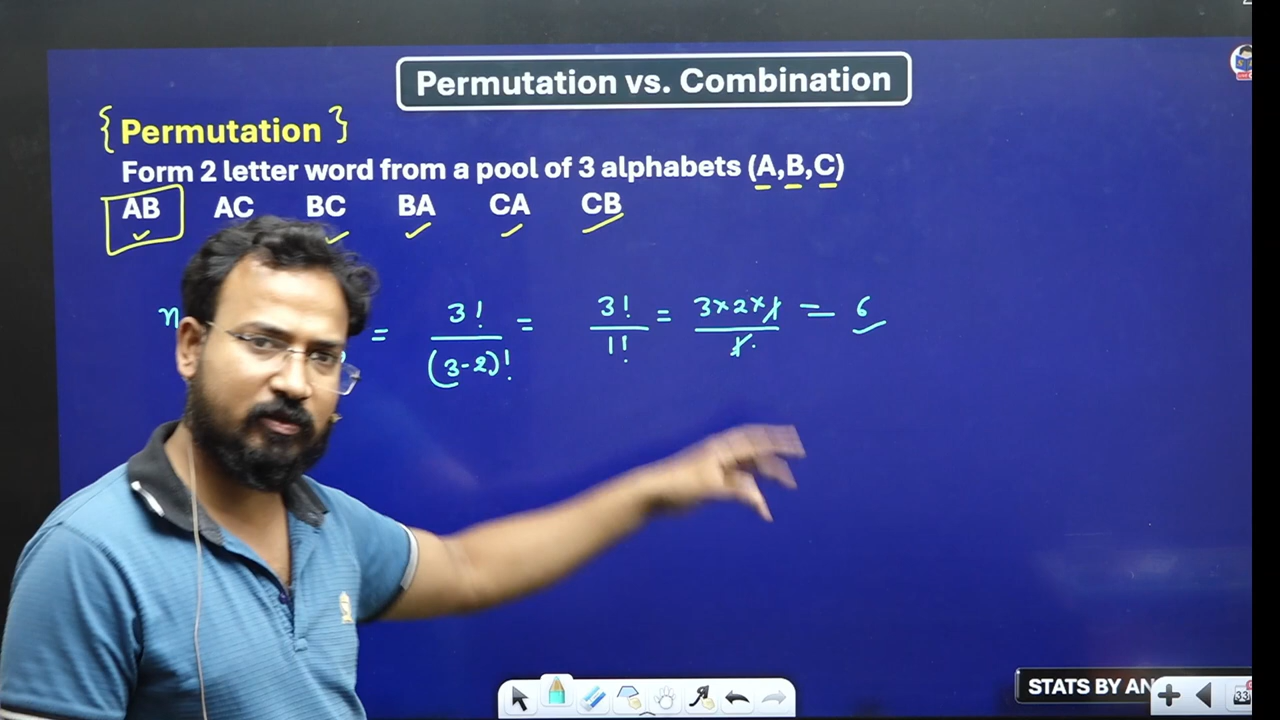 Permutation vs. Combination
{Permutation}
Form 2 letter word from a pool of 3 alphabets (A,B,C)
AB AC BC BA CA CB
n = 3!/(3-2)! = 3!/1! = 3×2×1/1 = 6
STATS BY